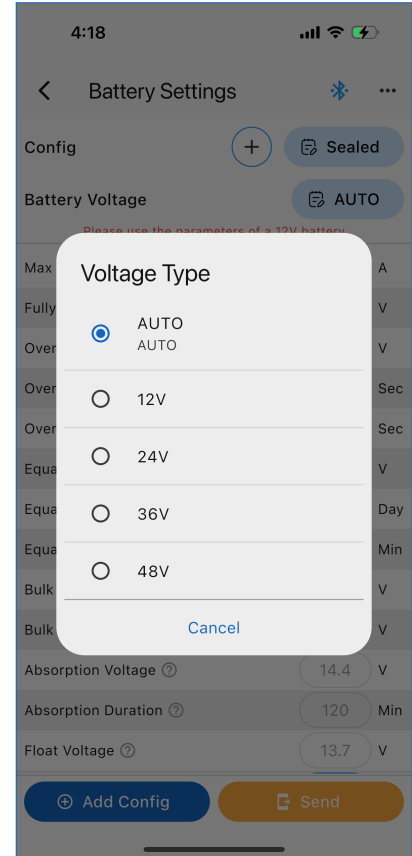 4:18
Battery Settings
Config
Sealed
Battery Voltage
AUTO
Please use the parameters of a 12V battery
Max
A
Voltage Type
Fully
V
AUTO
AUTO
Over
V
Over
Sec
12V
Over
Sec
24V
Equa
V
Equa
Day
36V
Equa
Min
48V
Bulk
V
Bulk
V
Cancel
Absorption Voltage
14.4
V
Absorption Duration
120
Min
Float Voltage
13.7
V
Add Config
Send